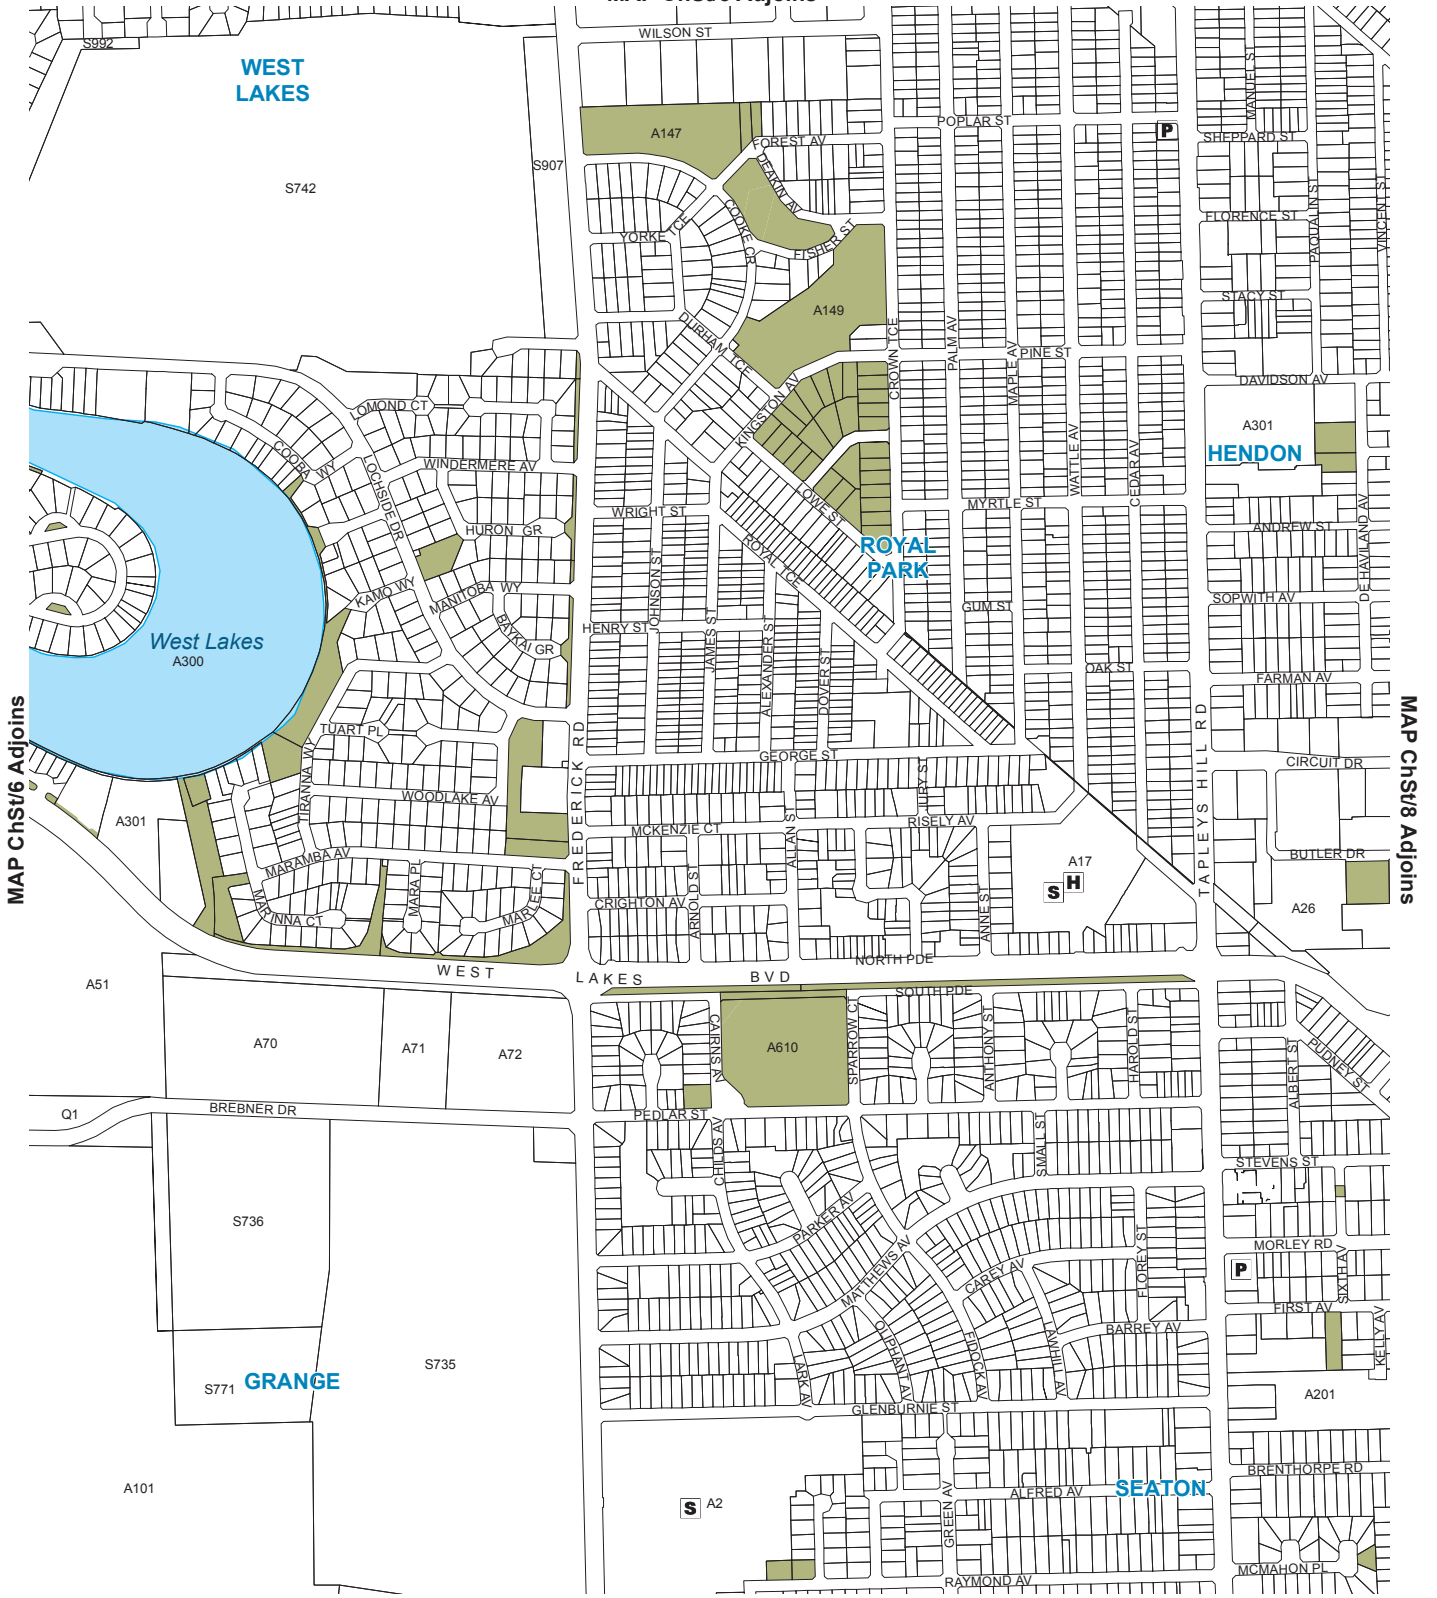 WILSON ST
S992
WEST
LAKES
MANUEL S
A147
POPLAR ST
P
SHEPPARD ST
FOREST AV
S907
S742
DEAKIN AV
PAQUALIN ST
VINCENT ST
COOKE CR
FLORENCE ST
YORKE TCE
FISHER ST
STACY ST
A149
DURHAM TCE
CROWN TCE
PALM AV
MAPLE AV
PINE ST
DAVIDSON AV
LOMOND CT
KINGSTON AV
A301
HENDON
COOBA WY
LOCHSIDE DR
WINDERMERE AV
WATTLE AV
CEDAR AV
LOWE ST
MYRTLE ST
WRIGHT ST
HURON GR
ANDREW ST
DE HAVILAND AV
ROYAL
PARK
ROYAL TCE
KAMO WY
MANITOBA WY
JOHNSON ST
SOPWITH AV
GUM ST
BAYKAI GR
HENRY ST
JAMES ST
ALEXANDER ST
DOVER ST
West Lakes
A300
OAK ST
FARMAN AV
MAP ChSt/6 Adjoins
MAP ChSt/8 Adjoins
TUART PL
FREDERICK RD
TAPLEYS HILL RD
GEORGE ST
CIRCUIT DR
TIRANNA WY
WOODLAKE AV
JURY ST
A301
MCKENZIE CT
ALLAN ST
RISELY AV
MARAMBA AV
A17
BUTLER DR
S
H
MARA PL
MARLEE CT
ARNOLD ST
CRIGHTON AV
ANNE ST
A26
MARINNA CT
NORTH PDE
WEST
LAKES
BVD
A51
SOUTH PDE
CAIRNS AV
SPARROW CT
ANTHONY ST
HAROLD ST
A70
A71
A72
A610
ALBERT ST
PUDNEY ST
Q1
BREBNER DR
PEDLAR ST
CHILDS AV
SMALL ST
STEVENS ST
S736
PARKER AV
MATTHEWS AV
FLOREY ST
MORLEY RD
P
CAREY AV
SIXTH AV
FIRST AV
BARREY AV
KELLY AV
S735
OLIPHANT AV
FIDOCK AV
LAWHILL AV
LARK AV
S771
GRANGE
A201
GLENBURNIE ST
BRENTHORPE RD
A101
SEATON
ALFRED AV
S
A2
GREEN AV
MCMAHON PL
RAYMOND AV